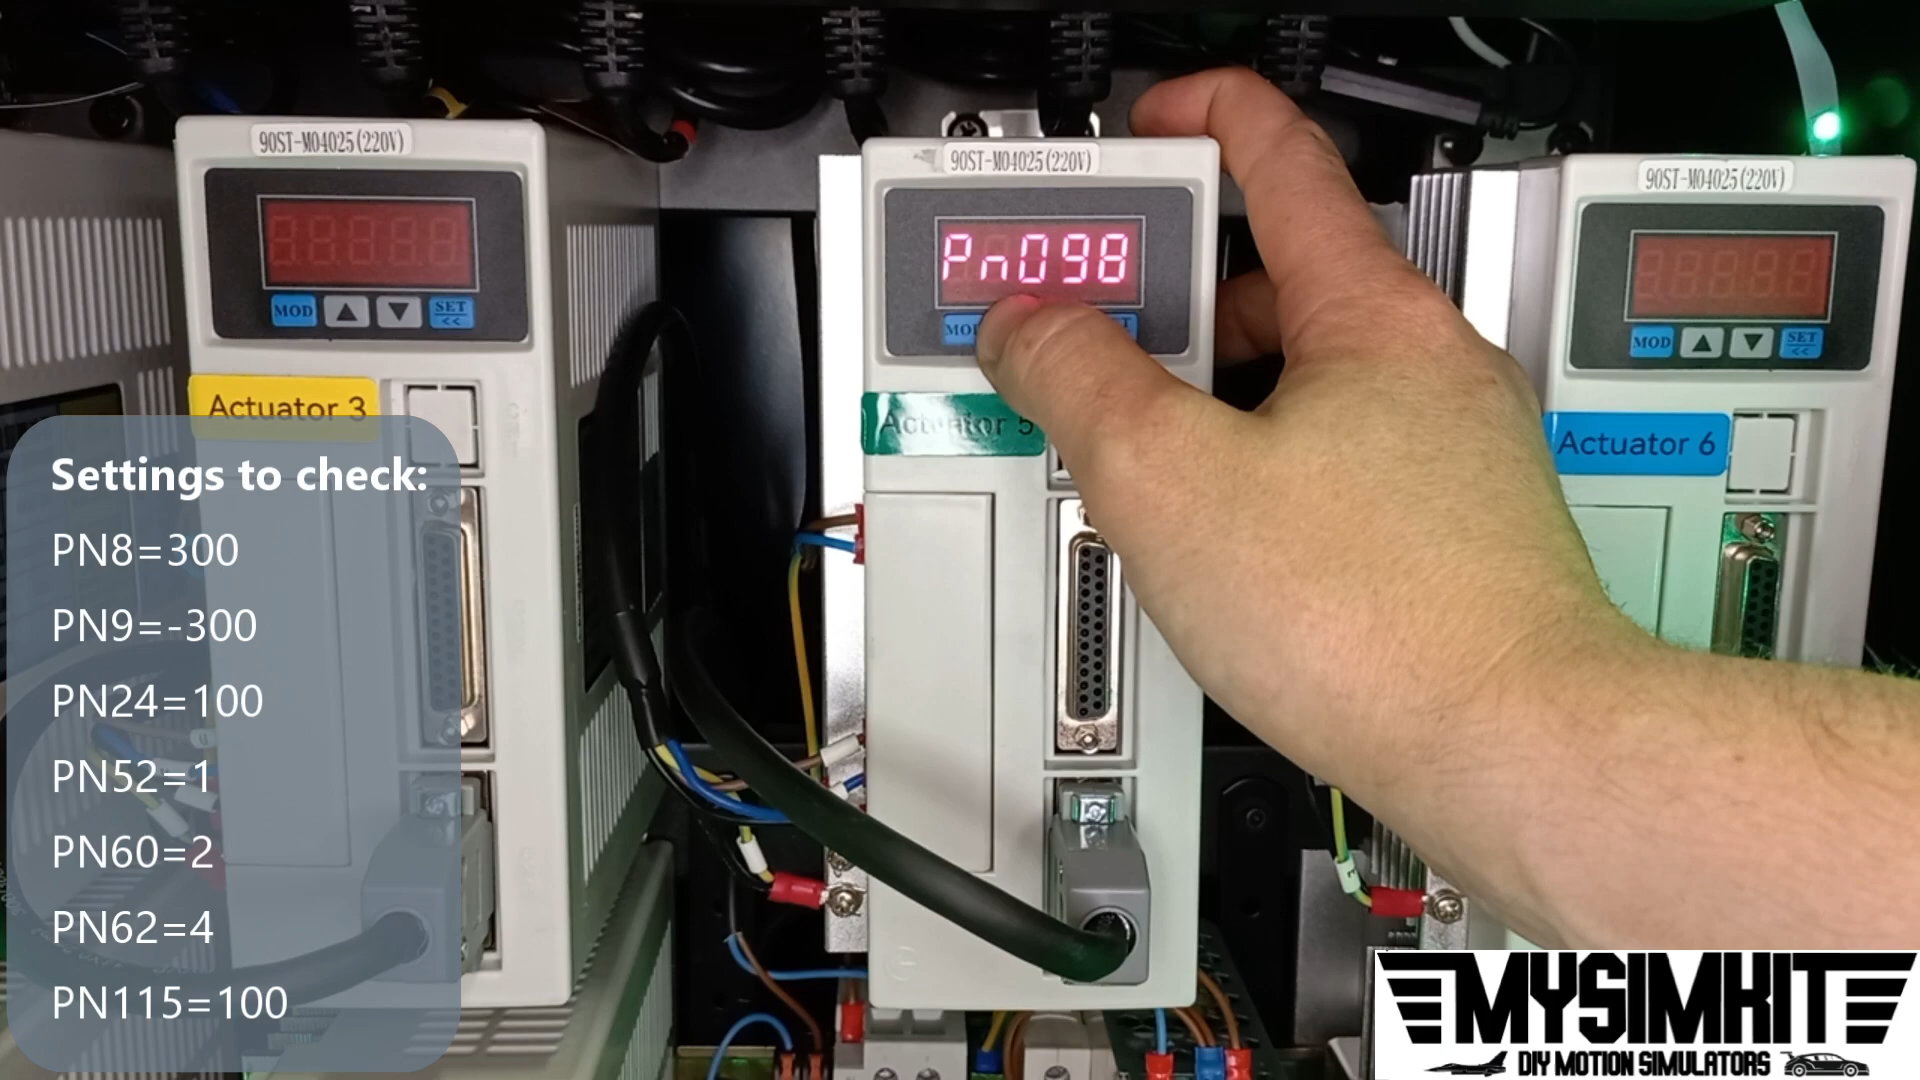 90ST-M04025(220V)
MOD
SET
<<
Actuator 3
90ST-M04025(220V)
Pn098
Actuator 5
90ST-M04025(220V)
MOD
SET
<<
Actuator 6
Settings to check:
PN8=300
PN9=-300
PN24=100
PN52=1
PN60=2
PN62=4
PN115=100
MYSIMKIT
DIY MOTION SIMULATORS